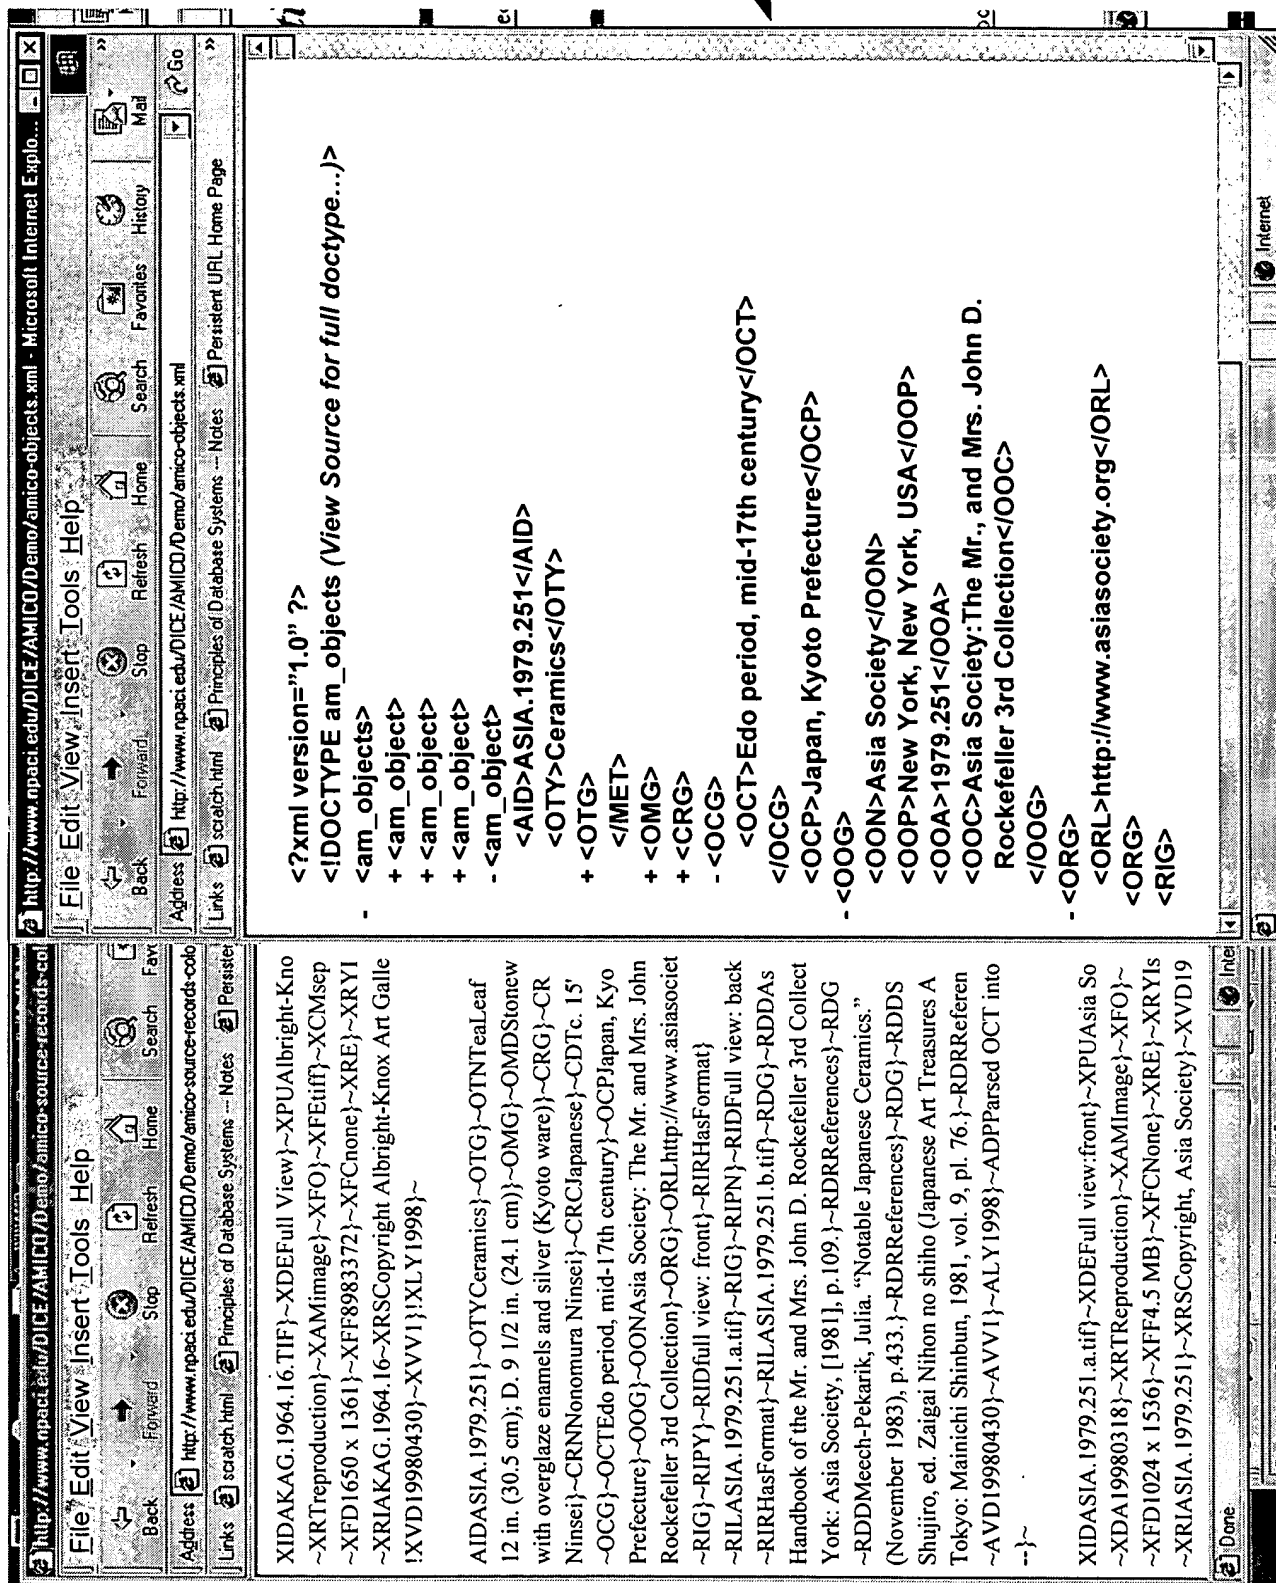 http://www.npaci.edu/DICE/AMICO/Demo/amico-source-records-col
File Edit View Insert Tools Help
Back Forward Stop Refresh Home Search Fav
Address http://www.npaci.edu/DICE/AMICO/Demo/amico-source-records-colo
Links scratch.html Principles of Database Systems -- Notes Persister
XIDAKAG.1964.16.TIF}~XDEFull View}~XPUAlbright-Kno
~XRTreproduction}~XAMimage}~XFO}~XFEtiff}~XCMsep
~XFD1650 x 1361}~XFF8983372}~XFCnone}~XRE}~XRYI
~XRIAKAG.1964.16~XRSCopyright Albright-Knox Art Galle
!XVD19980430}~XVV1}!XLY1998}~
AIDASIA.1979.251}~OTYCeramics}~OTG}~OTNTeaLeaf
12 in. (30.5 cm); D. 9 1/2 in. (24.1 cm)}~OMG}~OMDStonew
with overglaze enamels and silver (Kyoto ware)}~CRG}~CR
Ninsei}~CRNNonomura Ninsei}~CRCJapanese}~CDTc. 15'
~OCG}~OCTEdo period, mid-17th century}~OCPJapan, Kyo
Prefecture}~OOG}~OONAsia Society: The Mr. and Mrs. John
Rockefeller 3rd Collection}~ORG}~ORLhttp://www.asiasociet
~RIG}~RIPY}~RIDfull view: front}~RIRHasFormat}
~RILASIA.1979.251.a.tif}~RIG}~RIPN}~RIDFull view: back
~RIRHasFormat}~RILASIA.1979.251.b.tif}~RDG}~RDDAs
Handbook of the Mr. and Mrs. John D. Rockefeller 3rd Collect
York: Asia Society, [1981], p.109.}~RDRReferences}~RDG
~RDDMeech-Pekarik, Julia. “Notable Japanese Ceramics.”
(November 1983), p.433.}~RDRReferences}~RDG}~RDDS
Shujiro, ed. Zaigai Nihon no shiho (Japanese Art Treasures A
Tokyo: Mainichi Shinbun, 1981, vol. 9, pl. 76.}~RDRReferen
~AVD19980430}~AVV1}~ALY1998}~ADPParsed OCT into
--}~
XIDASIA.1979.251.a.tif}~XDEFull view:front}~XPUAsia So
~XDA19980318}~XRTReproduction}~XAMImage}~XFO}~
~XFD1024 x 1536}~XFF4.5 MB}~XFCNone}~XRE}~XRYIs
~XRIASIA.1979.251}~XRSCopyright, Asia Society}~XVD19
Done Inter
http://www.npaci.edu/DICE/AMICO/Demo/amico-objects.xml - Microsoft Internet Explo...
File Edit View Insert Tools Help
Back Forward Stop Refresh Home Search Favorites History Mail
Address http://www.npaci.edu/DICE/AMICO/Demo/amico-objects.xml Go
Links scratch.html Principles of Database Systems -- Notes Persistent URL Home Page
<?xml version=”1.0” ?>
<!DOCTYPE am_objects (View Source for full doctype...)>
- <am_objects>
+ <am_object>
+ <am_object>
+ <am_object>
- <am_object>
<AID>ASIA.1979.251</AID>
<OTY>Ceramics</OTY>
+ <OTG>
</MET>
+ <OMG>
+ <CRG>
- <OCG>
<OCT>Edo period, mid-17th century</OCT>
</OCG>
<OCP>Japan, Kyoto Prefecture</OCP>
- <OOG>
<OON>Asia Society</OON>
<OOP>New York, New York, USA</OOP>
<OOA>1979.251</OOA>
<OOC>Asia Society:The Mr., and Mrs. John D.
Rockefeller 3rd Collection</OOC>
</OOG>
- <ORG>
<ORL>http://www.asiasociety.org</ORL>
<ORG>
<RIG>
Internet